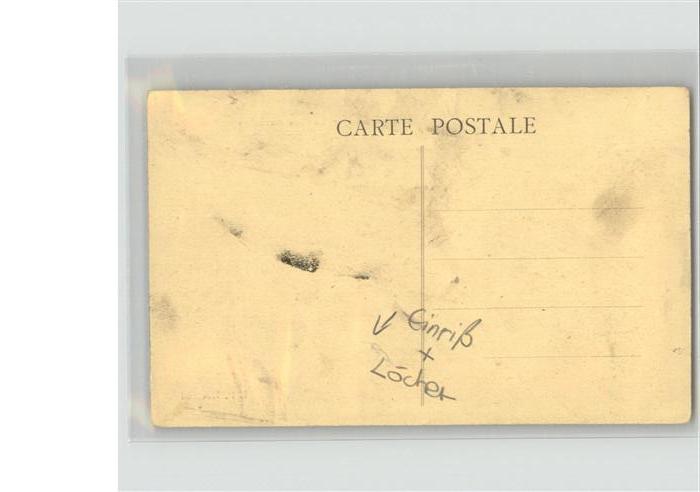 CARTE POSTALE
↙ Einriß
+
Löcher